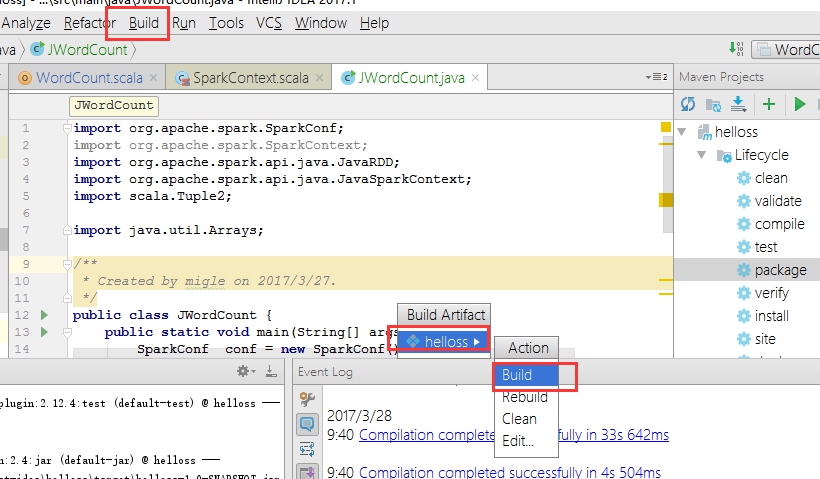 loss] - ...\src\main\java\JWordCount.java - IntelliJ IDEA 2017.1
Analyze Refactor Build Run Tools VCS Window Help
ava JWordCount WordC
WordCount.scala SparkContext.scala JWordCount.java 2 Maven Projects
JWordCount
1 import org.apache.spark.SparkConf;
2 import org.apache.spark.SparkContext;
3 import org.apache.spark.api.java.JavaRDD;
4 import org.apache.spark.api.java.JavaSparkContext;
5 import scala.Tuple2;
6
7 import java.util.Arrays;
8
9 /**
10 * Created by migle on 2017/3/27.
11 */
12 public class JWordCount {
13 public static void main(String[] args
14 SparkConf conf = new SparkConf()
helloss
Lifecycle
clean
validate
compile
test
package
verify
install
site
Build Artifact
helloss
Action
Build
Rebuild
Clean
Edit...
plugin:2.12.4:test (default-test) @ helloss ---
in:2.4:jar (default-jar) @ helloss ---
Event Log
2017/3/28
9:40 Compilation complete fully in 33s 642ms
9:40 Compilation completed successfully in 4s 504ms